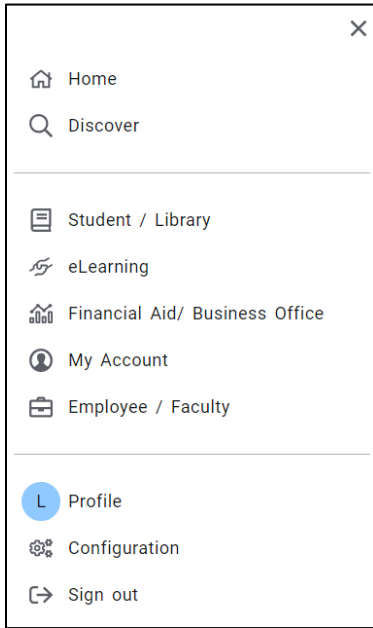 Home
Discover
Student / Library
eLearning
Financial Aid/ Business Office
My Account
Employee / Faculty
L Profile
Configuration
Sign out